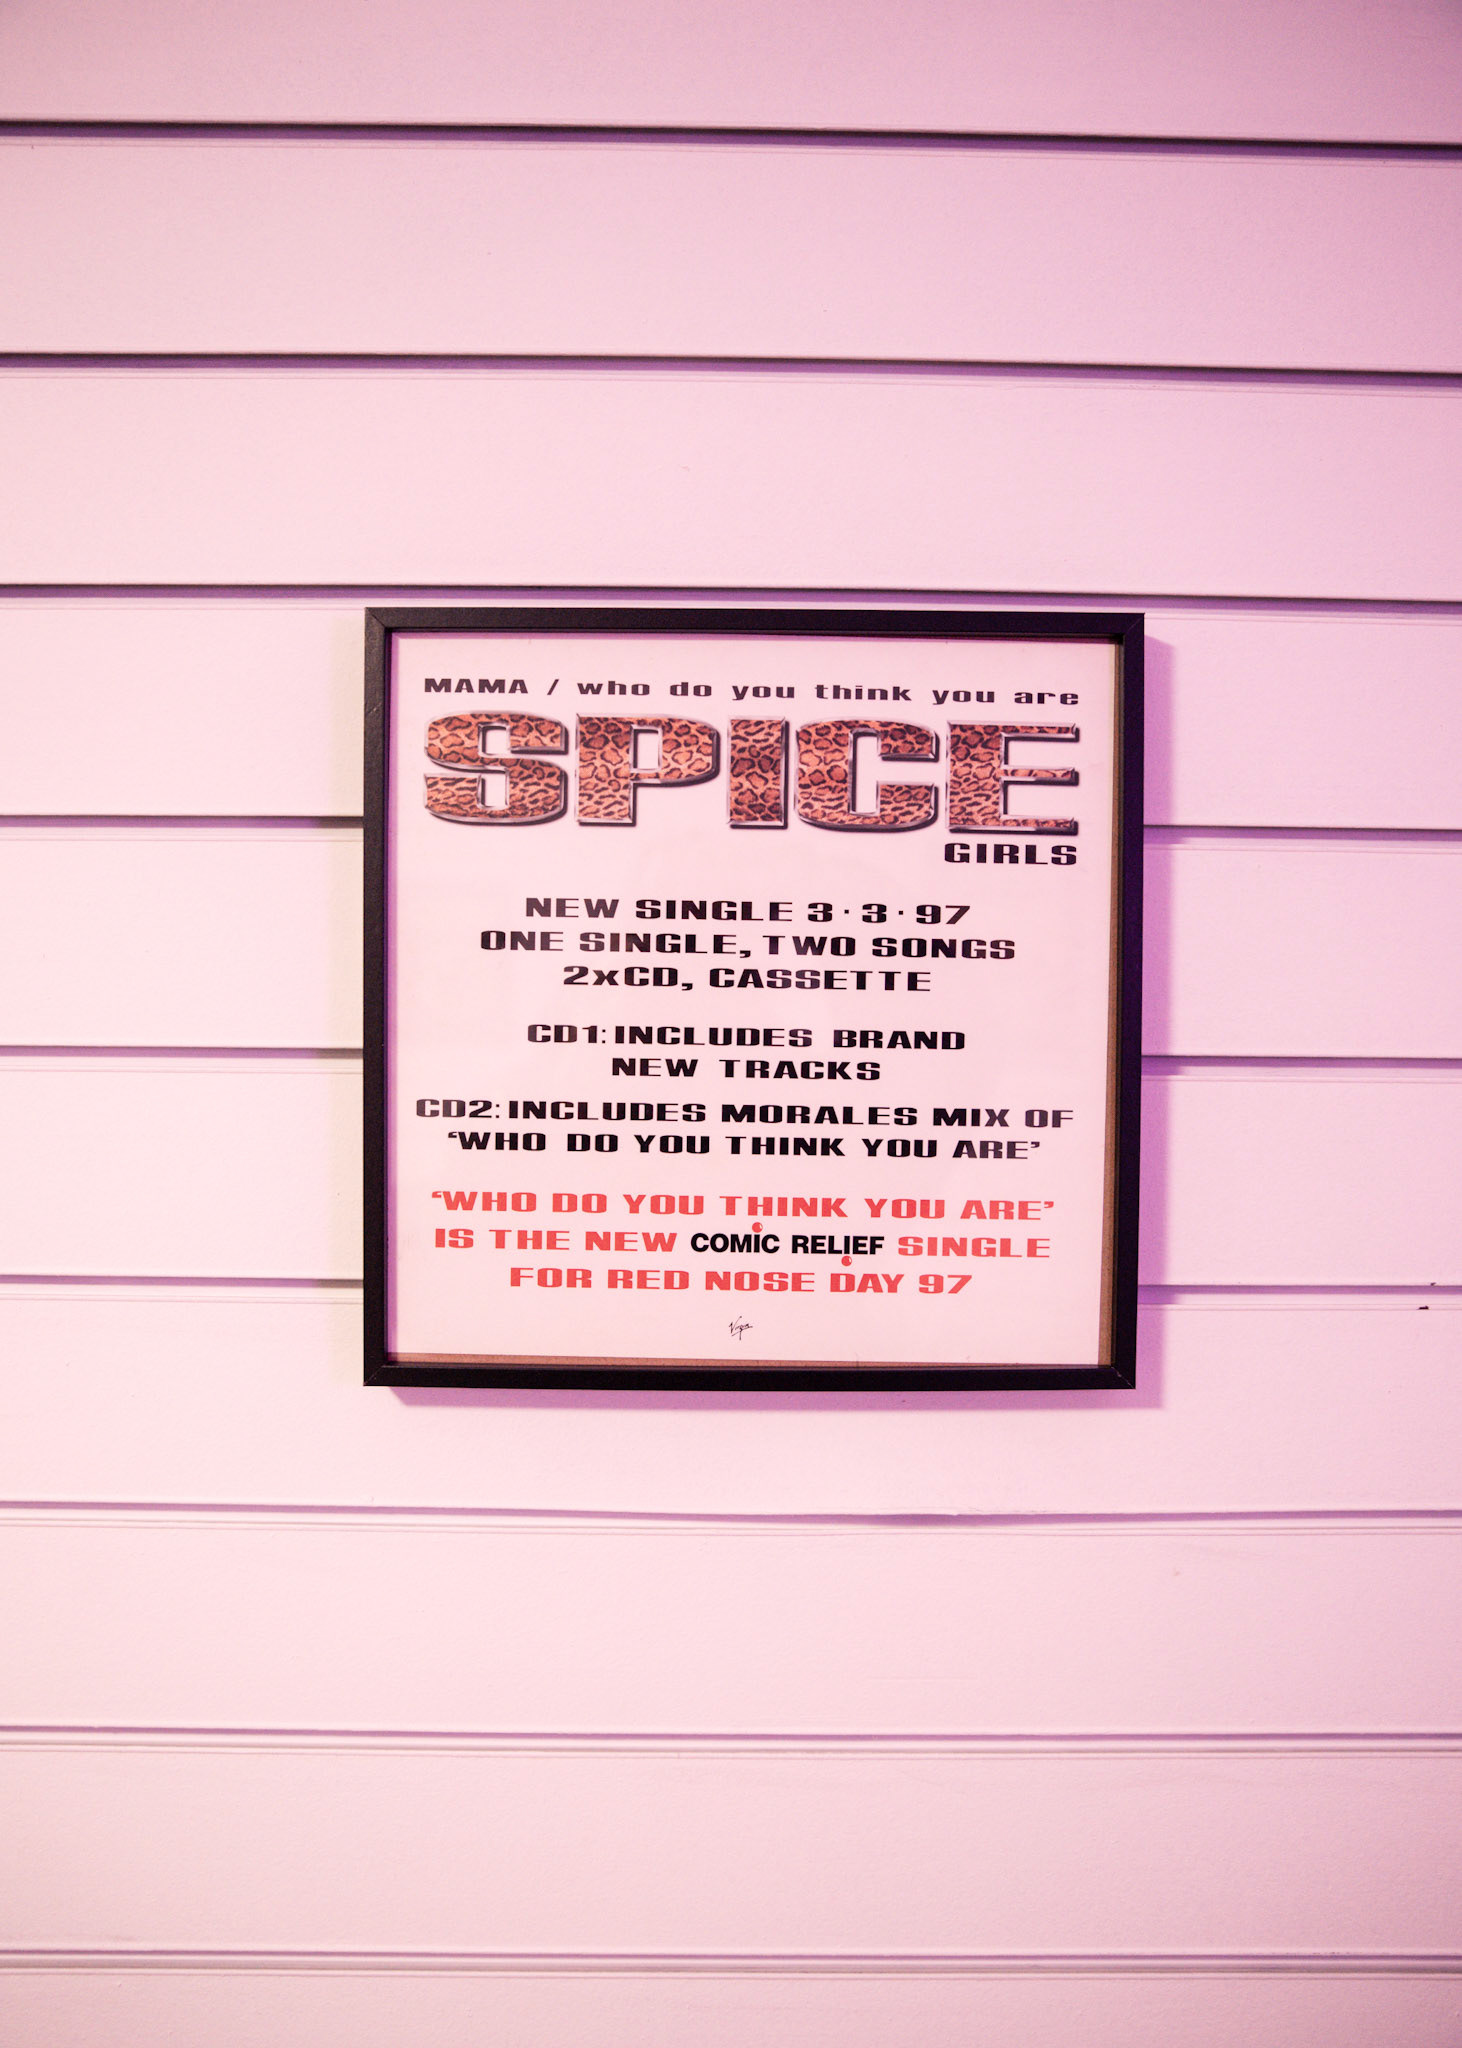 MAMA / who do you think you are
SPICE
GIRLS
NEW SINGLE 3·3·97
ONE SINGLE, TWO SONGS
2xCD, CASSETTE
CD1: INCLUDES BRAND
NEW TRACKS
CD2: INCLUDES MORALES MIX OF
‘WHO DO YOU THINK YOU ARE’
‘WHO DO YOU THINK YOU ARE’
IS THE NEW COMIC RELIEF SINGLE
FOR RED NOSE DAY 97
Virgin